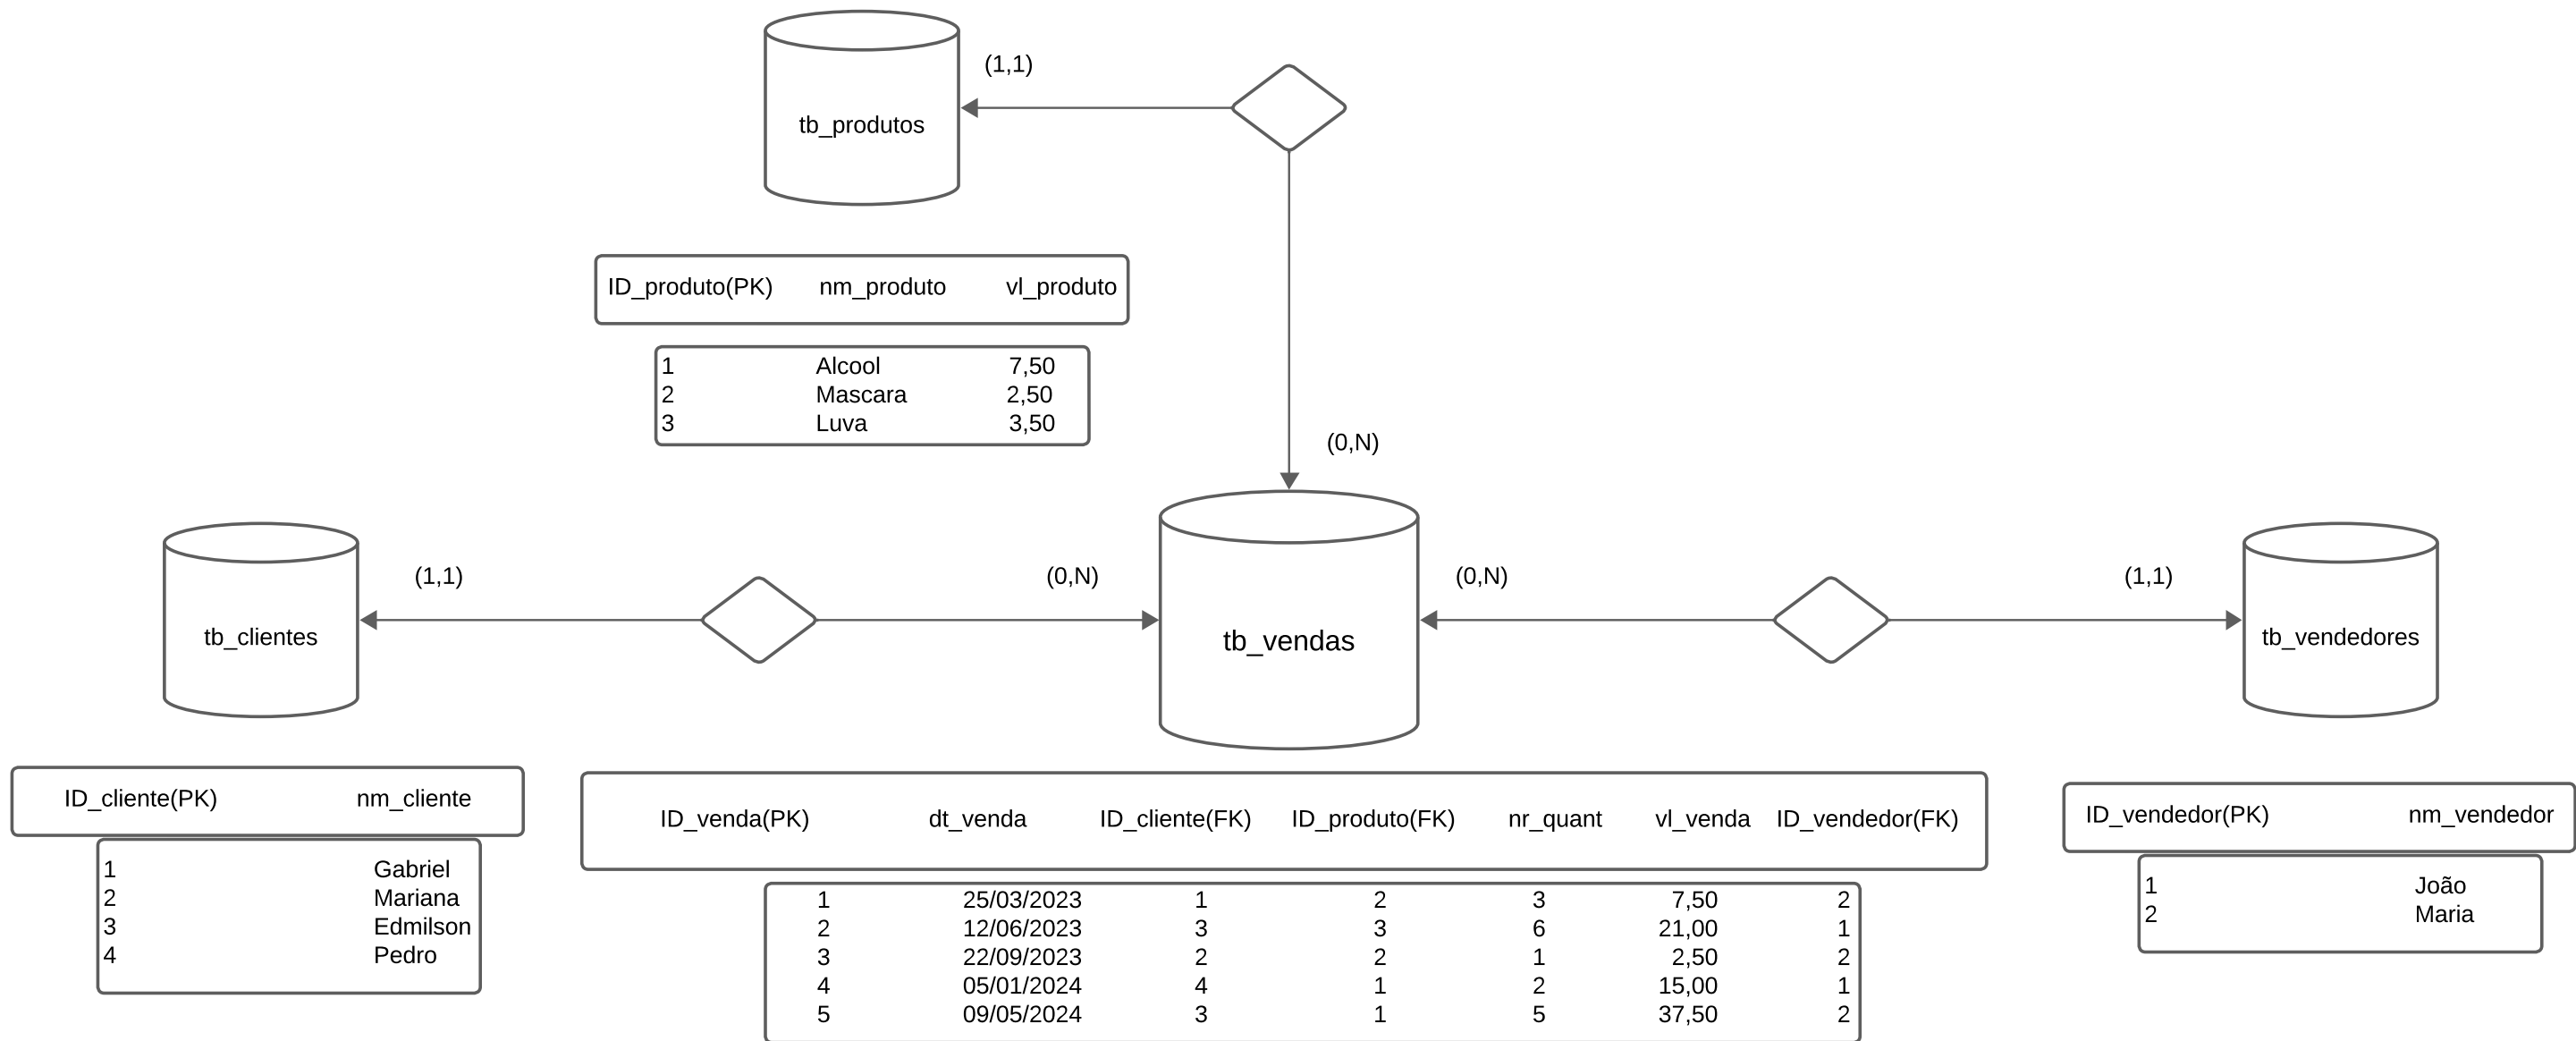 (1,1)
tb_produtos
ID_produto(PK) nm_produto vl_produto
1 Alcool 7,50
2 Mascara 2,50
3 Luva 3,50
(0,N)
(1,1) (0,N) (0,N) (1,1)
tb_clientes tb_vendas tb_vendedores
ID_cliente(PK) nm_cliente
1 Gabriel
2 Mariana
3 Edmilson
4 Pedro
ID_venda(PK) dt_venda ID_cliente(FK) ID_produto(FK) nr_quant vl_venda ID_vendedor(FK)
1 25/03/2023 1 2 3 7,50 2
2 12/06/2023 3 3 6 21,00 1
3 22/09/2023 2 2 1 2,50 2
4 05/01/2024 4 1 2 15,00 1
5 09/05/2024 3 1 5 37,50 2
ID_vendedor(PK) nm_vendedor
1 João
2 Maria